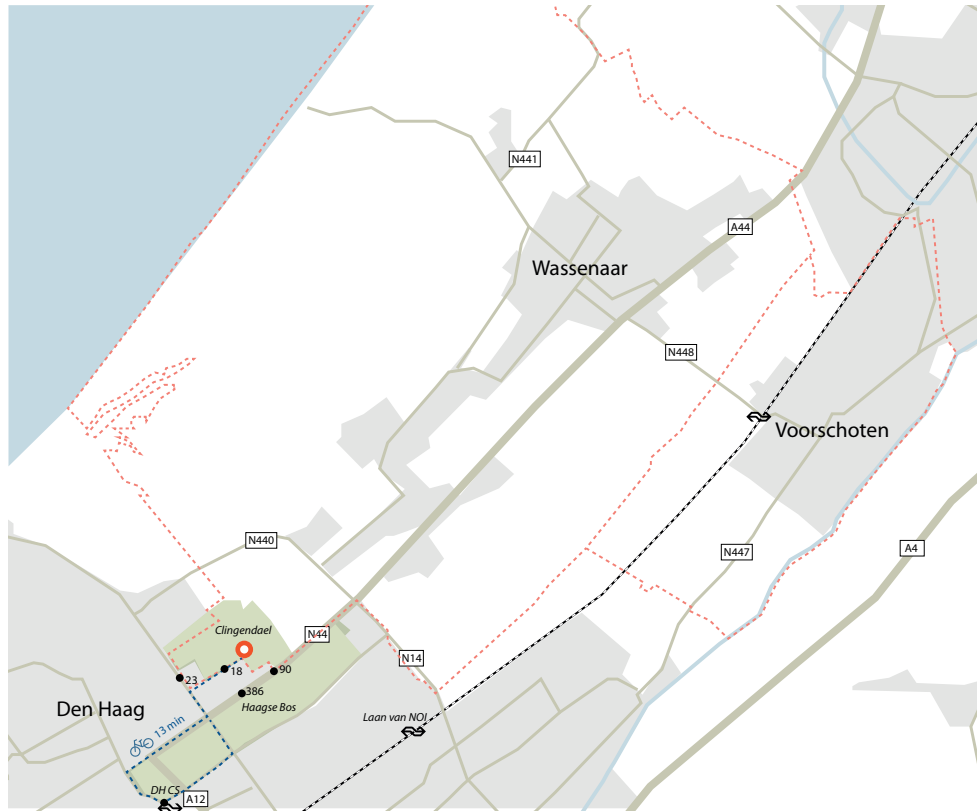 N441
A44
Wassenaar
N448
Voorschoten
N440
A4
N447
Clingendael
N44
N14
18
90
23
386
Haagse Bos
Den Haag
Laan van NOI
13 min
DH CS
A12